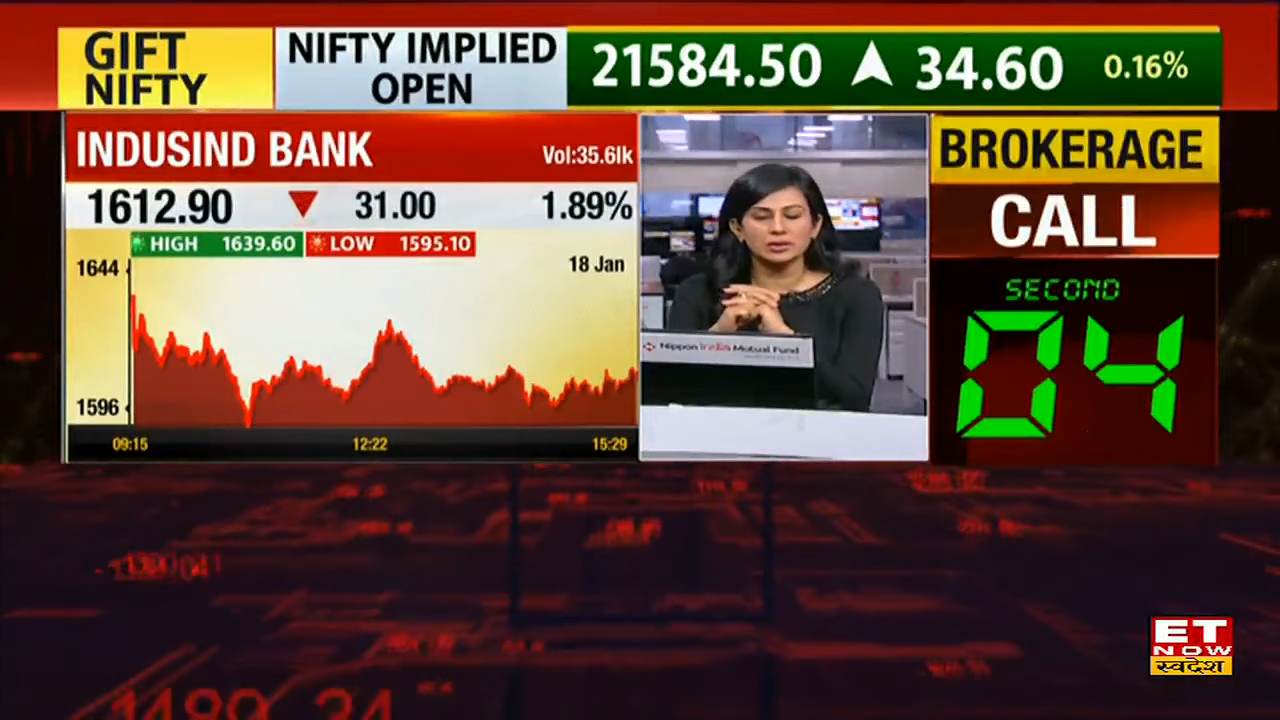 GIFT
NIFTY
NIFTY IMPLIED
OPEN
21584.50 ▲ 34.60 0.16%
INDUSIND BANK Vol:35.6lk
1612.90 ▼ 31.00 1.89%
HIGH 1639.60 LOW 1595.10
18 Jan
1644
1596
09:15 12:22 15:29
Nippon India Mutual Fund
BROKERAGE
CALL
SECOND
04
ET
NOW
स्वदेश